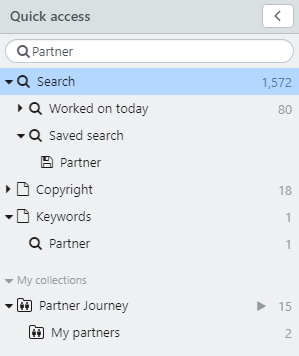 Quick access
Partner
Search 1,572
Worked on today 80
Saved search
Partner
Copyright 18
Keywords 1
Partner 1
My collections
Partner Journey 15
My partners 2